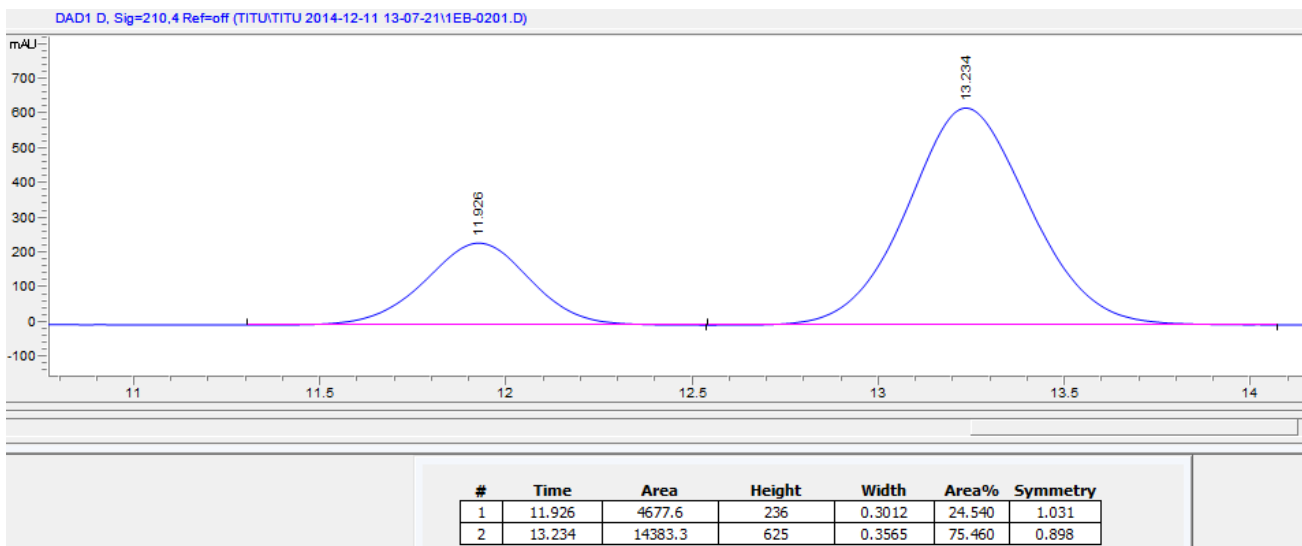 DAD1 D, Sig=210,4 Ref=off (TITU\TITU 2014-12-11 13-07-21\1EB-0201.D)
mAU
700
600
500
400
300
200
100
0
-100
11.926
13.234
11 11.5 12 12.5 13 13.5 14
# Time Area Height Width Area% Symmetry
1 11.926 4677.6 236 0.3012 24.540 1.031
2 13.234 14383.3 625 0.3565 75.460 0.898